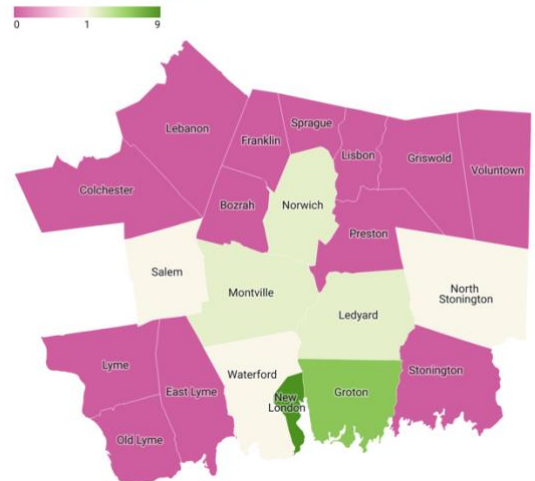 0 1 9
Lebanon
Franklin
Sprague
Lisbon
Griswold
Voluntown
Colchester
Bozrah
Norwich
Preston
Salem
Montville
North
Stonington
Ledyard
Lyme
East Lyme
Waterford
New
London
Groton
Stonington
Old Lyme